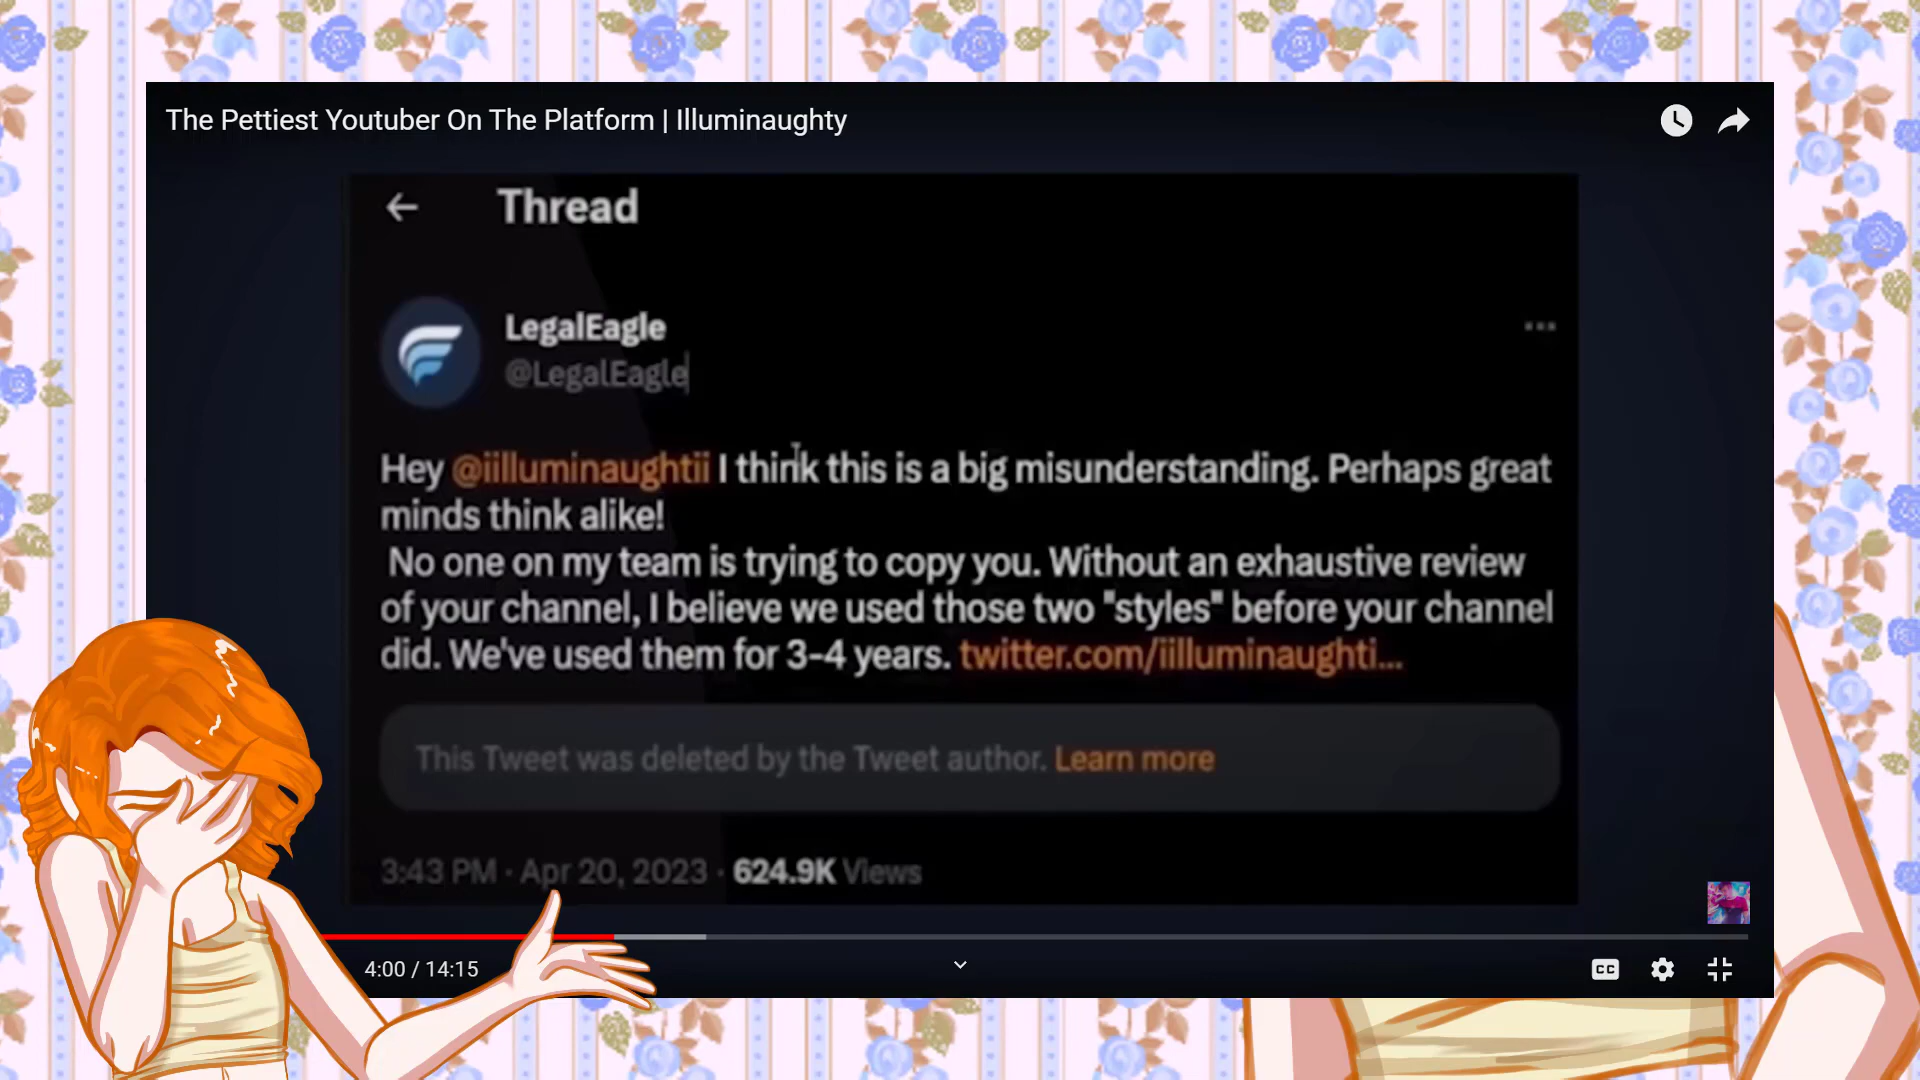 The Pettiest Youtuber On The Platform | Illuminaughty
Thread
LegalEagle
@LegalEagle
Hey @iilluminaughtii I think this is a big misunderstanding. Perhaps great
minds think alike!
No one on my team is trying to copy you. Without an exhaustive review
of your channel, I believe we used those two "styles" before your channel
did. We've used them for 3-4 years. twitter.com/iilluminaughti...
This Tweet was deleted by the Tweet author. Learn more
3:43 PM · Apr 20, 2023 · 624.9K Views
4:00 / 14:15
CC